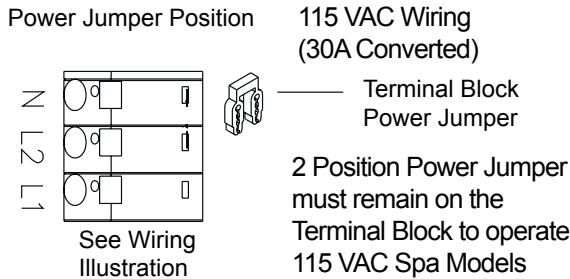 Power Jumper Position
115 VAC Wiring
(30A Converted)
Terminal Block
Power Jumper
N
L2
L1
2 Position Power Jumper
must remain on the
Terminal Block to operate
115 VAC Spa Models
See Wiring
Illustration